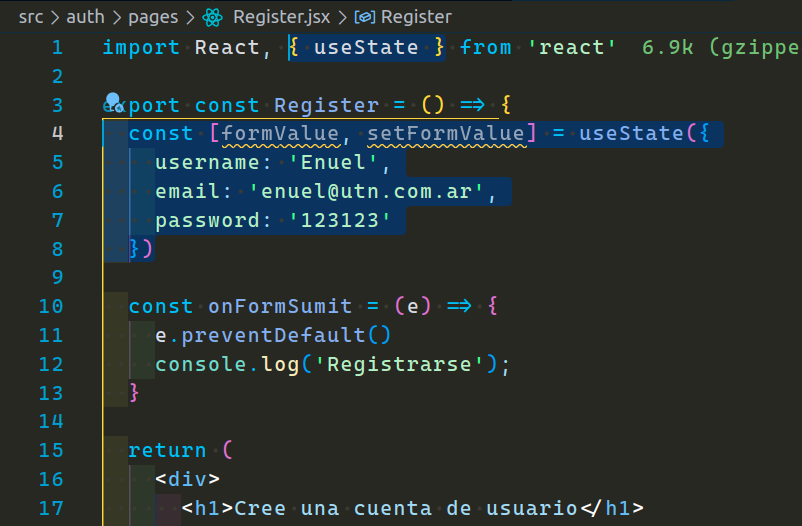 src > auth > pages > Register.jsx > Register
1 import React, { useState } from 'react' 6.9k (gzippe
2
3 export const Register = () => {
4 const [formValue, setFormValue] = useState({
5 username: 'Enuel',
6 email: 'enuel@utn.com.ar',
7 password: '123123'
8 })
9
10 const onFormSumit = (e) => {
11 e.preventDefault()
12 console.log('Registrarse');
13 }
14
15 return (
16 <div>
17 <h1>Cree una cuenta de usuario</h1>